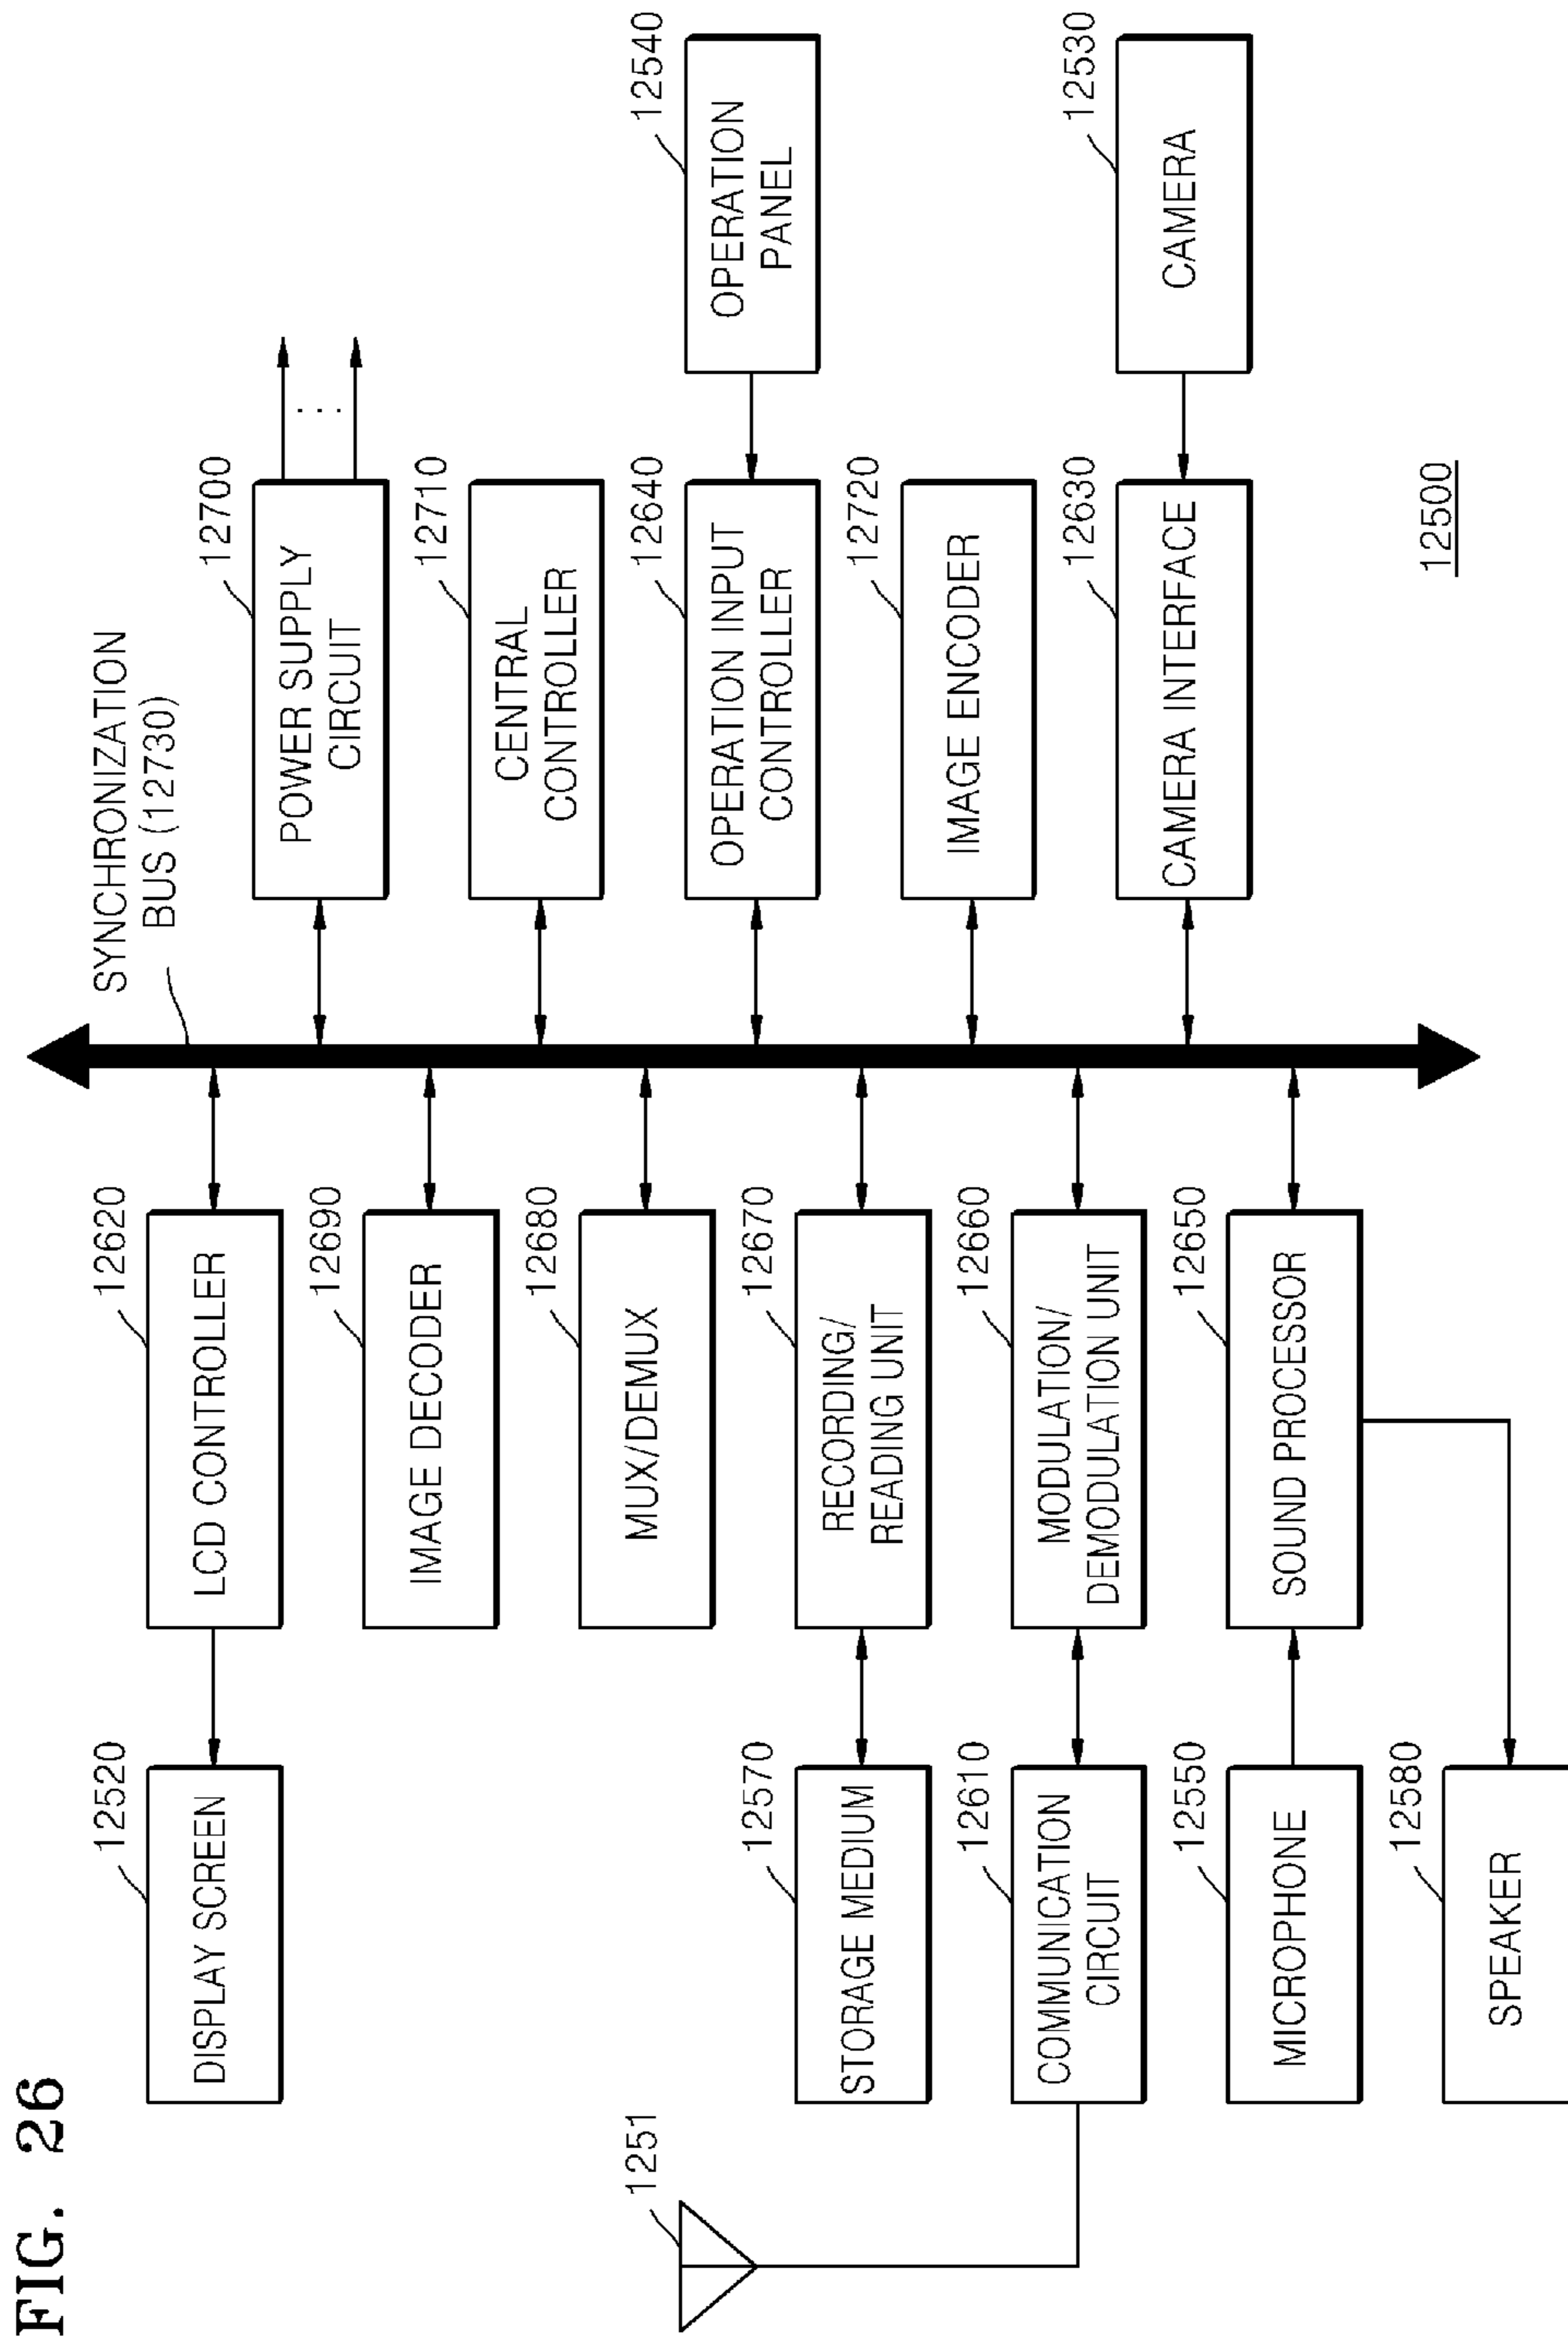 FIG. 26
12520
DISPLAY SCREEN
12620
LCD CONTROLLER
SYNCHRONIZATION
BUS (12730)
12700
POWER SUPPLY
CIRCUIT
...
12690
IMAGE DECODER
12710
CENTRAL
CONTROLLER
12680
MUX/DEMUX
12640
OPERATION INPUT
CONTROLLER
12540
OPERATION
PANEL
1251
12570
STORAGE MEDIUM
12670
RECORDING/
READING UNIT
12720
IMAGE ENCODER
12610
COMMUNICATION
CIRCUIT
12660
MODULATION/
DEMODULATION UNIT
12630
CAMERA INTERFACE
12530
CAMERA
12550
MICROPHONE
12650
SOUND PROCESSOR
12580
SPEAKER
12500